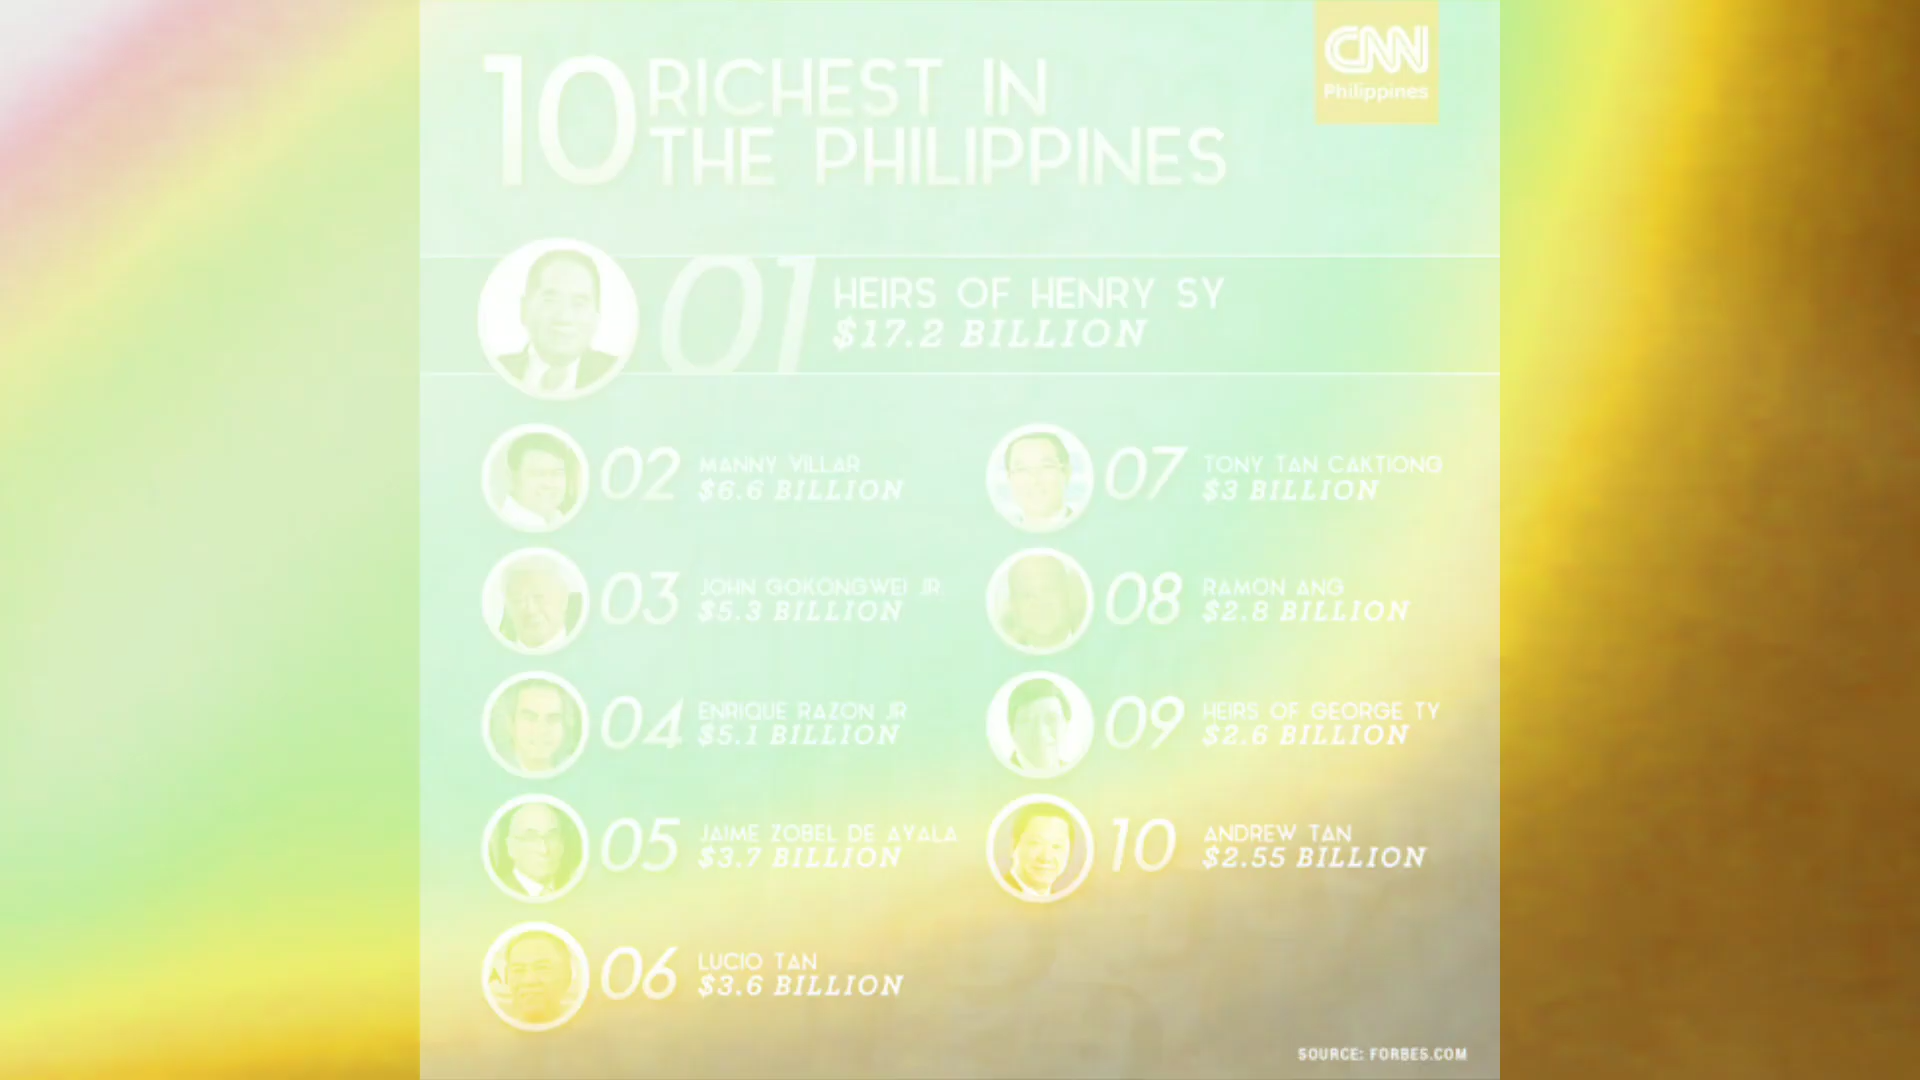 10 RICHEST IN
THE PHILIPPINES
CNN
Philippines
01 HEIRS OF HENRY SY
$17.2 BILLION
02 MANNY VILLAR
$6.6 BILLION
03 JOHN GOKONGWEI JR.
$5.3 BILLION
04 ENRIQUE RAZON JR
$5.1 BILLION
05 JAIME ZOBEL DE AYALA
$3.7 BILLION
06 LUCIO TAN
$3.6 BILLION
07 TONY TAN CAKTIONG
$3 BILLION
08 RAMON ANG
$2.8 BILLION
09 HEIRS OF GEORGE TY
$2.6 BILLION
10 ANDREW TAN
$2.55 BILLION
SOURCE: FORBES.COM